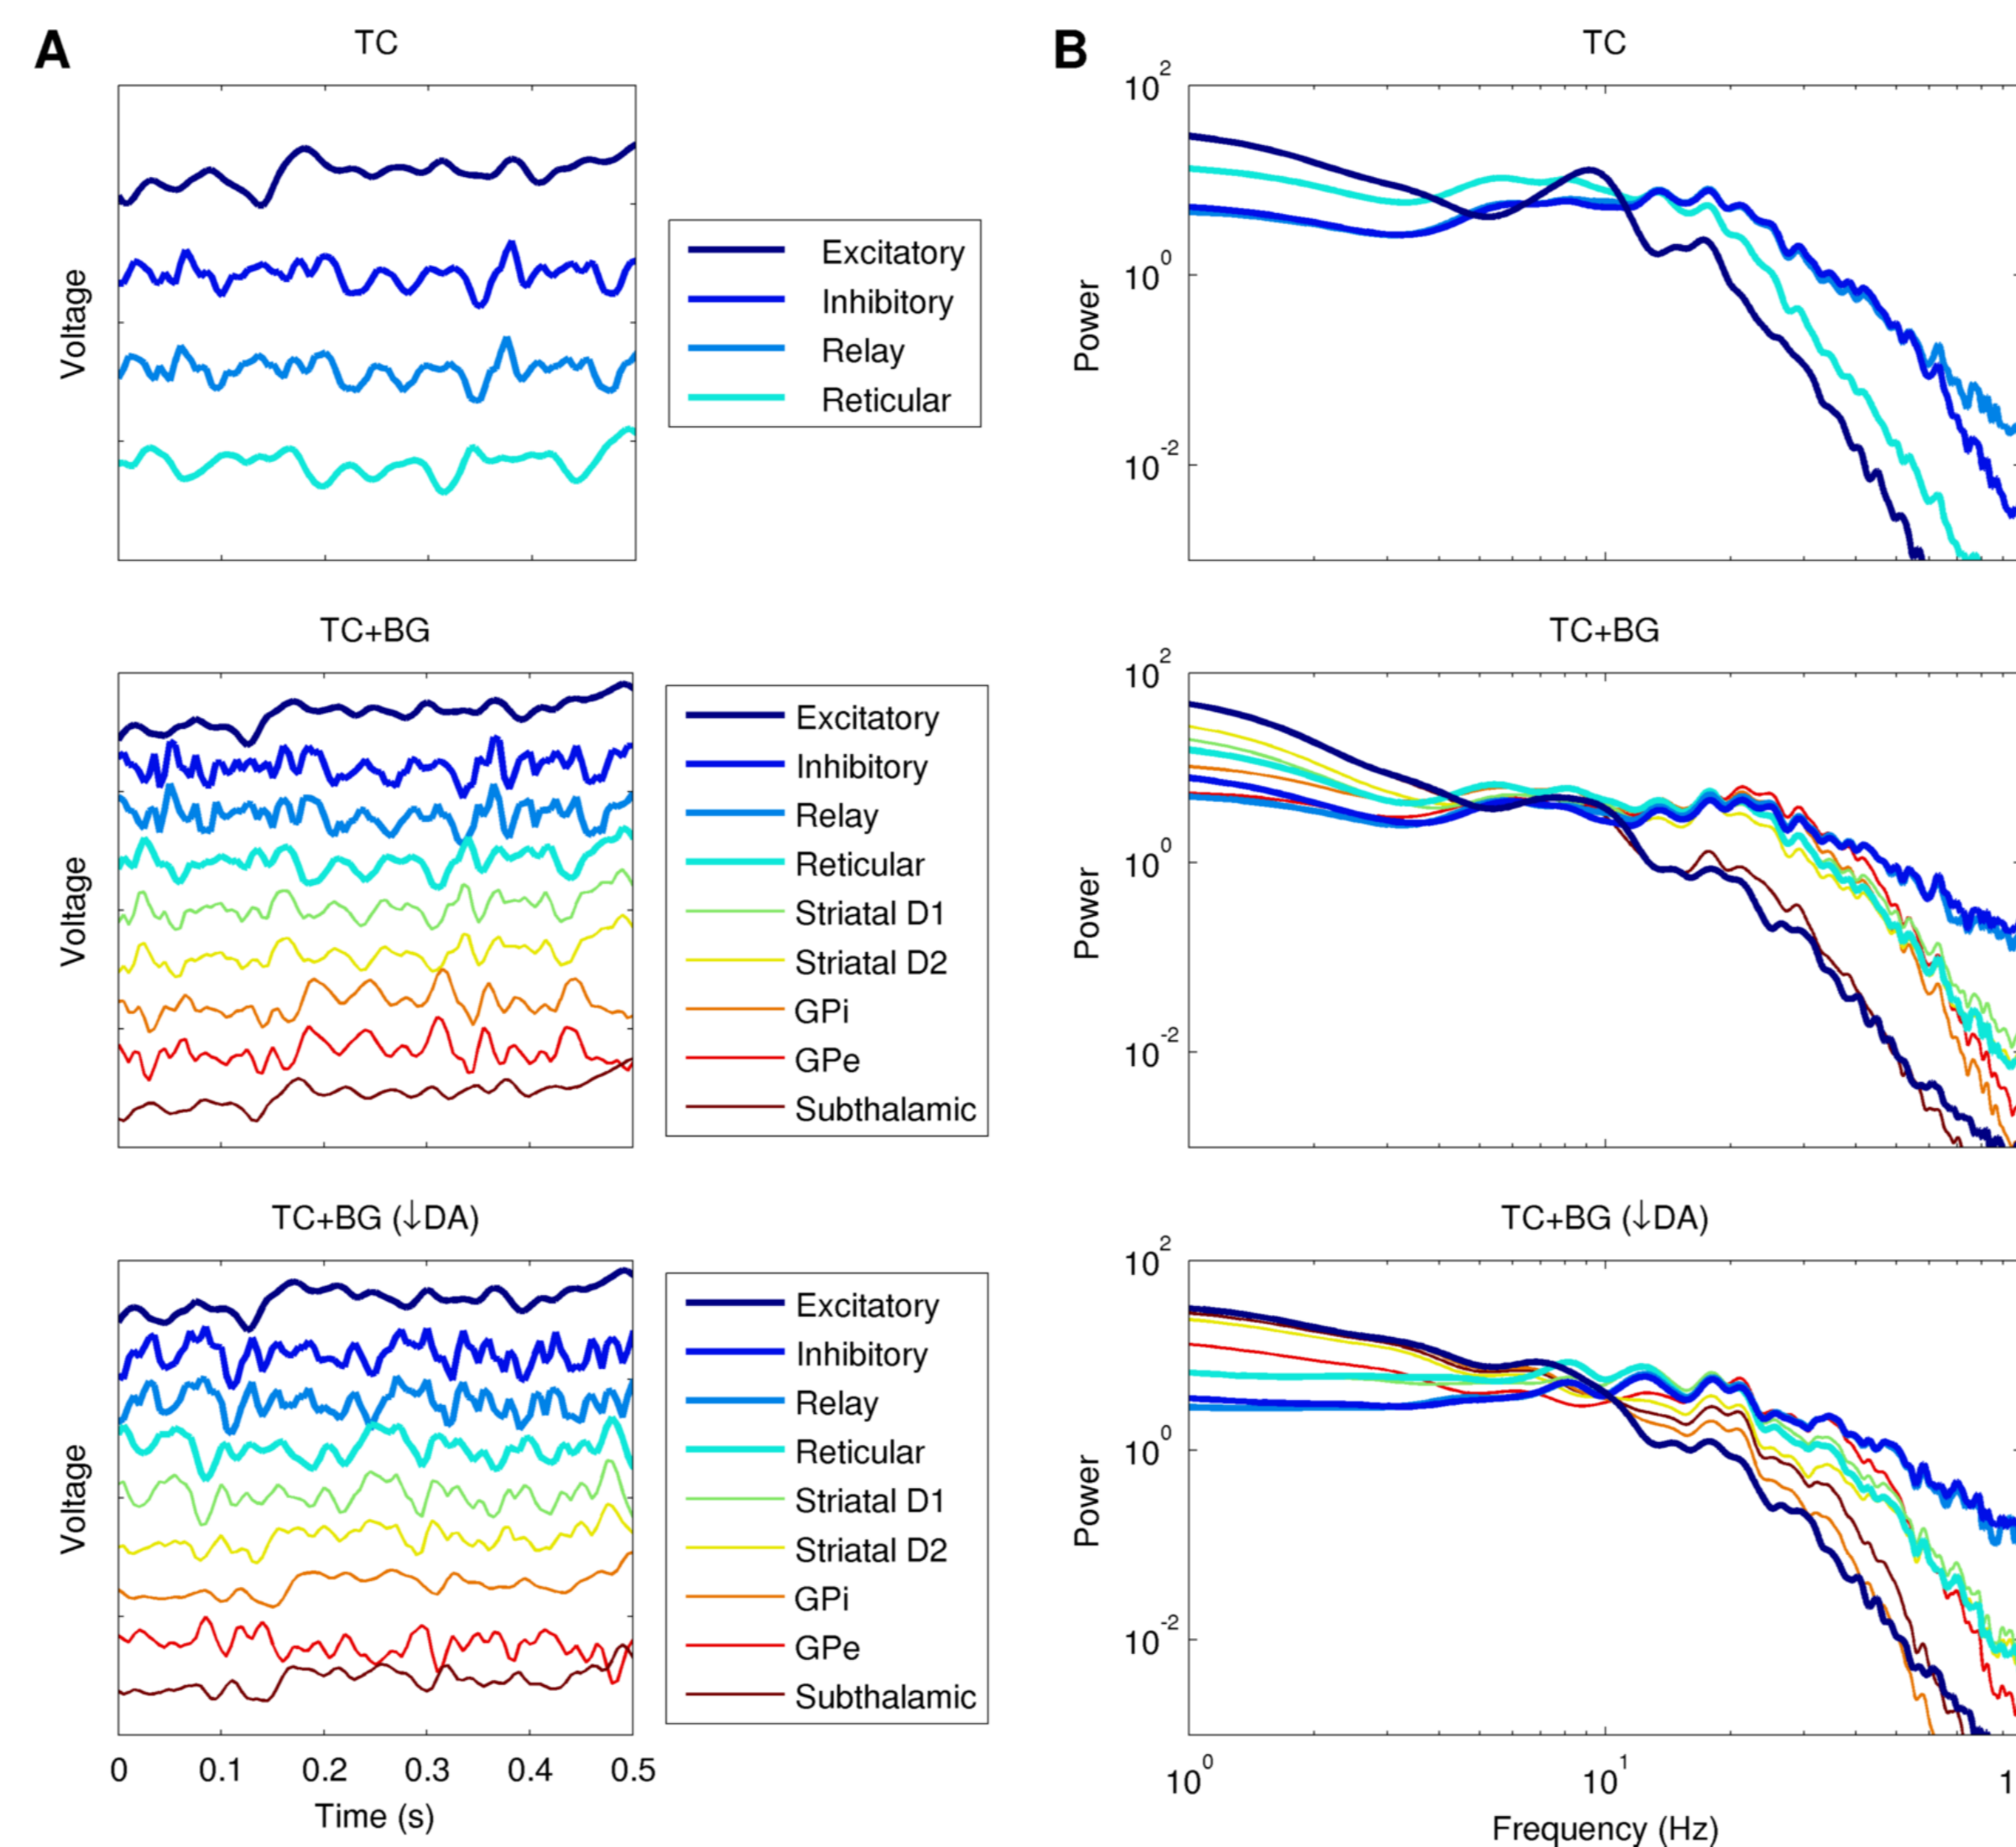 A
TC
Voltage
Excitatory
Inhibitory
Relay
Reticular
TC+BG
Voltage
Excitatory
Inhibitory
Relay
Reticular
Striatal D1
Striatal D2
GPi
GPe
Subthalamic
TC+BG (↓DA)
Voltage
Excitatory
Inhibitory
Relay
Reticular
Striatal D1
Striatal D2
GPi
GPe
Subthalamic
0 0.1 0.2 0.3 0.4 0.5
Time (s)
B
TC
10^2
10^0
10^-2
Power
TC+BG
10^2
10^0
10^-2
Power
TC+BG (↓DA)
10^2
10^0
10^-2
Power
10^0 10^1
Frequency (Hz)